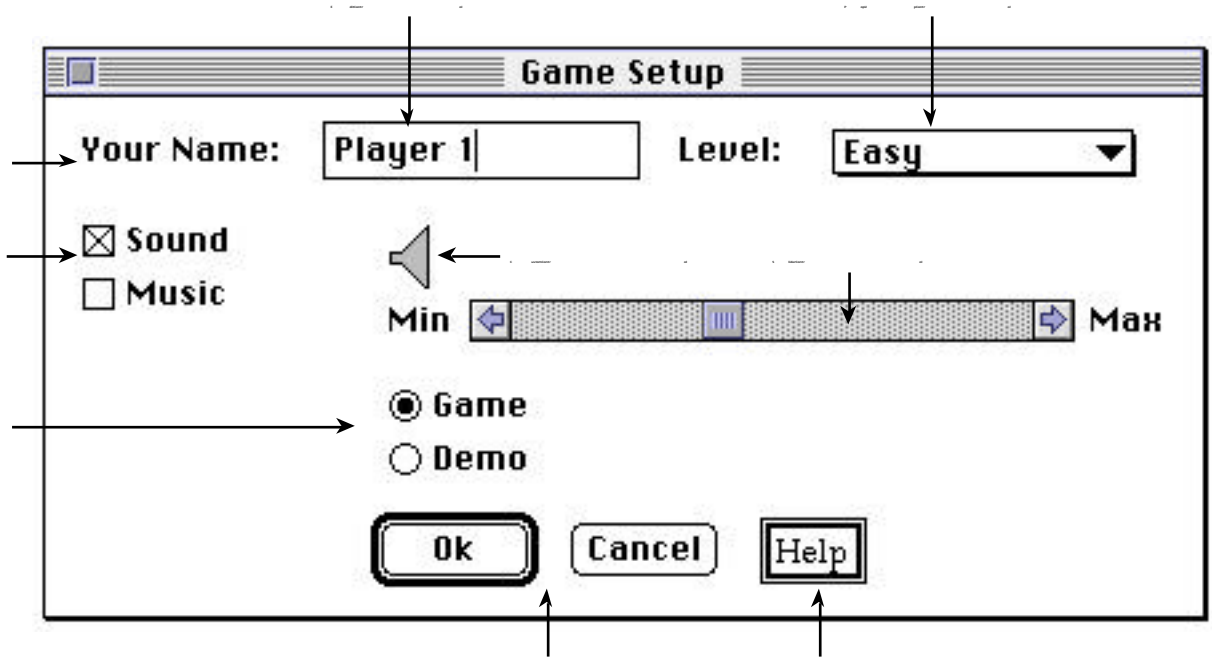 Game Setup
Your Name: Player 1 Level: Easy
Sound
Music
Min Max
Game
Demo
Ok Cancel Help